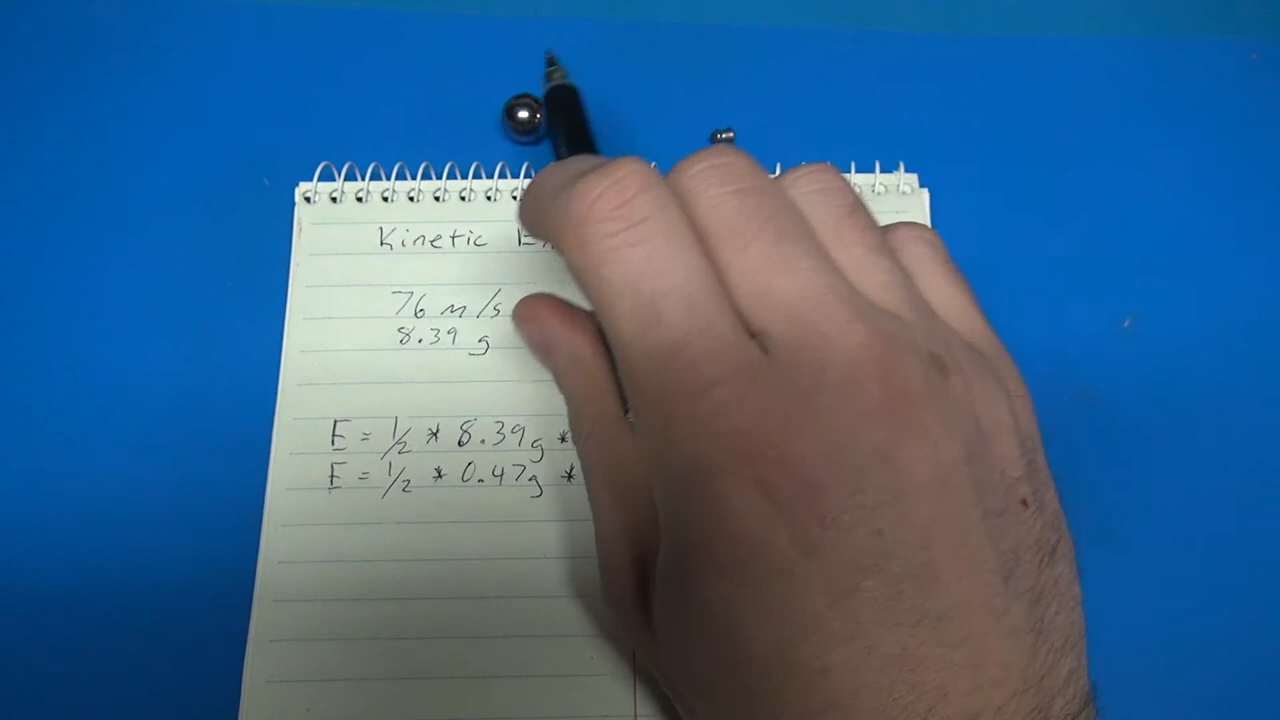 Kinetic
76 m/s
8.39 g
E = 1/2 * 8.39g *
E = 1/2 * 0.47g *